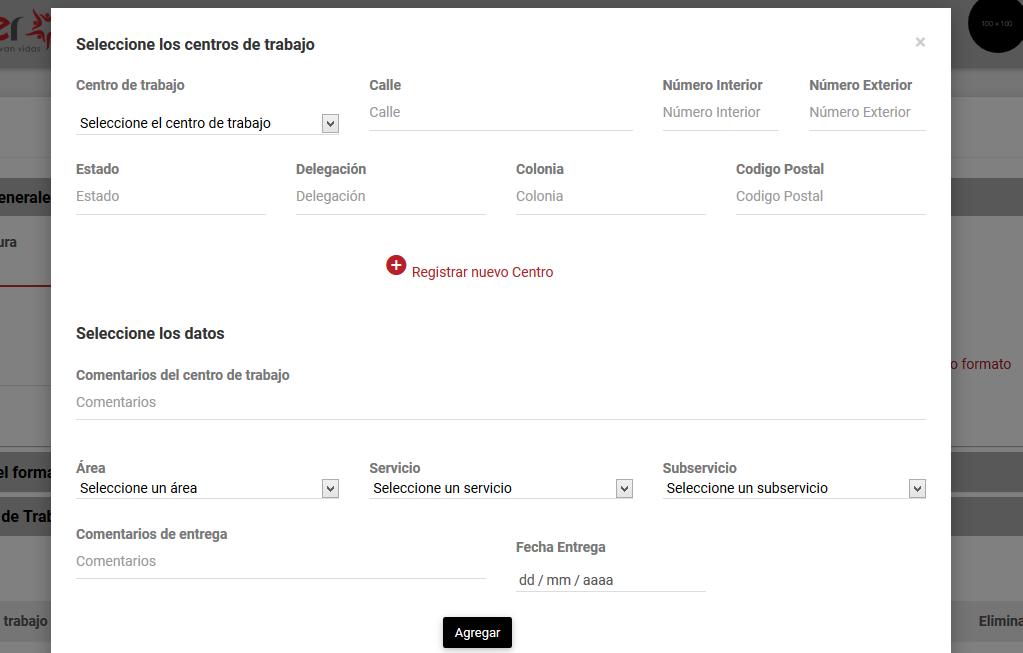 er
van vidas
100 × 100
Seleccione los centros de trabajo
×
Centro de trabajo
Calle
Número Interior
Número Exterior
Seleccione el centro de trabajo
Calle
Número Interior
Número Exterior
Estado
Delegación
Colonia
Codigo Postal
Estado
Delegación
Colonia
Codigo Postal
enerale
ura
Registrar nuevo Centro
Seleccione los datos
o formato
Comentarios del centro de trabajo
Comentarios
Área
Servicio
Subservicio
el forma
Seleccione un área
Seleccione un servicio
Seleccione un subservicio
de Trab
Comentarios de entrega
Fecha Entrega
Comentarios
dd / mm / aaaa
trabajo
Elimina
Agregar